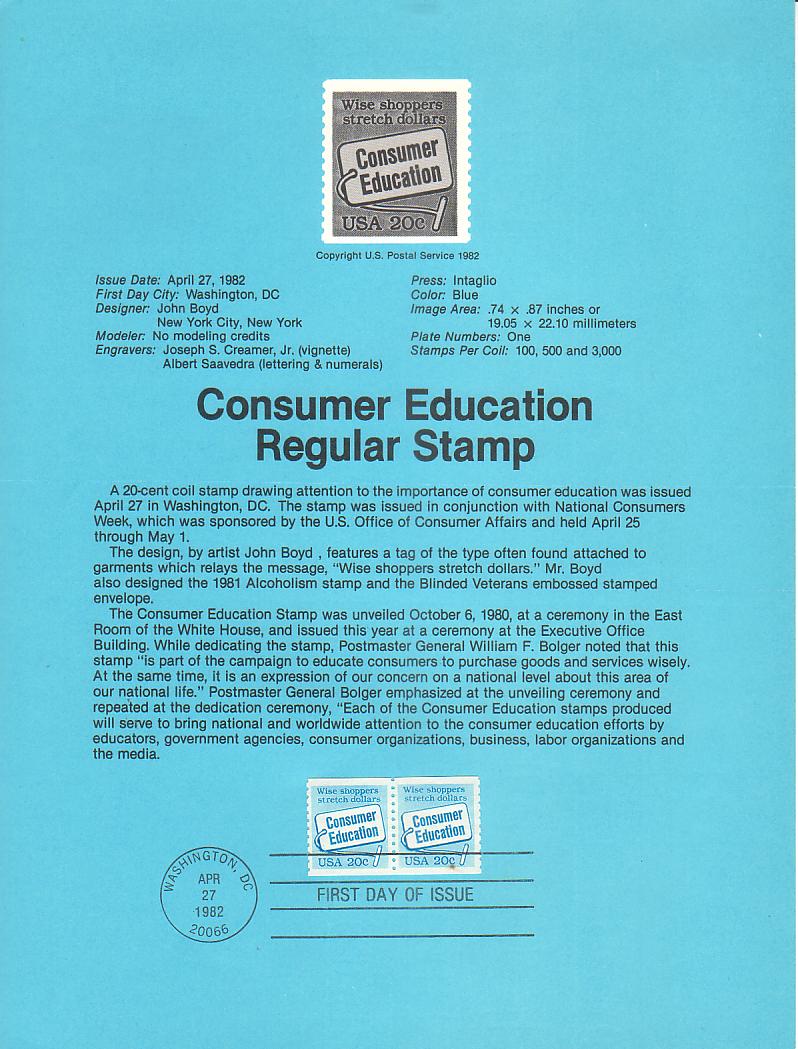 Wise shoppers
stretch dollars
Consumer
Education
USA 20c
Copyright U.S. Postal Service 1982
Issue Date: April 27, 1982
First Day City: Washington, DC
Designer: John Boyd
New York City, New York
Modeler: No modeling credits
Engravers: Joseph S. Creamer, Jr. (vignette)
Albert Saavedra (lettering & numerals)
Press: Intaglio
Color: Blue
Image Area: .74 × .87 inches or
19.05 × 22.10 millimeters
Plate Numbers: One
Stamps Per Coil: 100, 500 and 3,000
Consumer Education
Regular Stamp
A 20-cent coil stamp drawing attention to the importance of consumer education was issued
April 27 in Washington, DC. The stamp was issued in conjunction with National Consumers
Week, which was sponsored by the U.S. Office of Consumer Affairs and held April 25
through May 1.
The design, by artist John Boyd , features a tag of the type often found attached to
garments which relays the message, “Wise shoppers stretch dollars.” Mr. Boyd
also designed the 1981 Alcoholism stamp and the Blinded Veterans embossed stamped
envelope.
The Consumer Education Stamp was unveiled October 6, 1980, at a ceremony in the East
Room of the White House, and issued this year at a ceremony at the Executive Office
Building. While dedicating the stamp, Postmaster General William F. Bolger noted that this
stamp “is part of the campaign to educate consumers to purchase goods and services wisely.
At the same time, it is an expression of our concern on a national level about this area of
our national life.” Postmaster General Bolger emphasized at the unveiling ceremony and
repeated at the dedication ceremony, “Each of the Consumer Education stamps produced
will serve to bring national and worldwide attention to the consumer education efforts by
educators, government agencies, consumer organizations, business, labor organizations and
the media.
Wise shoppers
stretch dollars
Consumer
Education
USA 20c
Wise shoppers
stretch dollars
Consumer
Education
USA 20c
WASHINGTON, DC
APR
27
1982
20066
FIRST DAY OF ISSUE